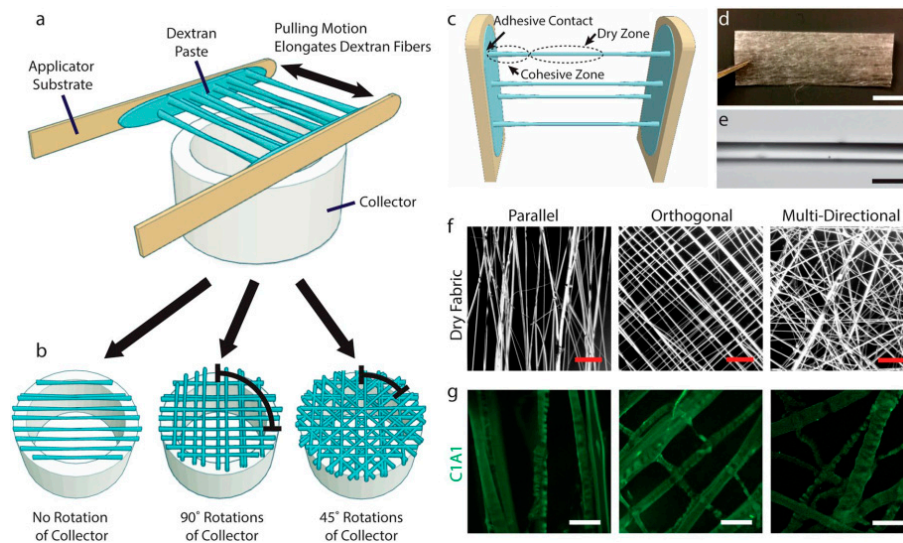 a
Dextran
Paste
Pulling Motion
Elongates Dextran Fibers
Applicator
Substrate
Collector
b
No Rotation
of Collector
90˚ Rotations
of Collector
45˚ Rotations
of Collector
c
Adhesive Contact
Dry Zone
Cohesive Zone
d
e
Parallel
Orthogonal
Multi-Directional
f
Dry Fabric
g
C1A1